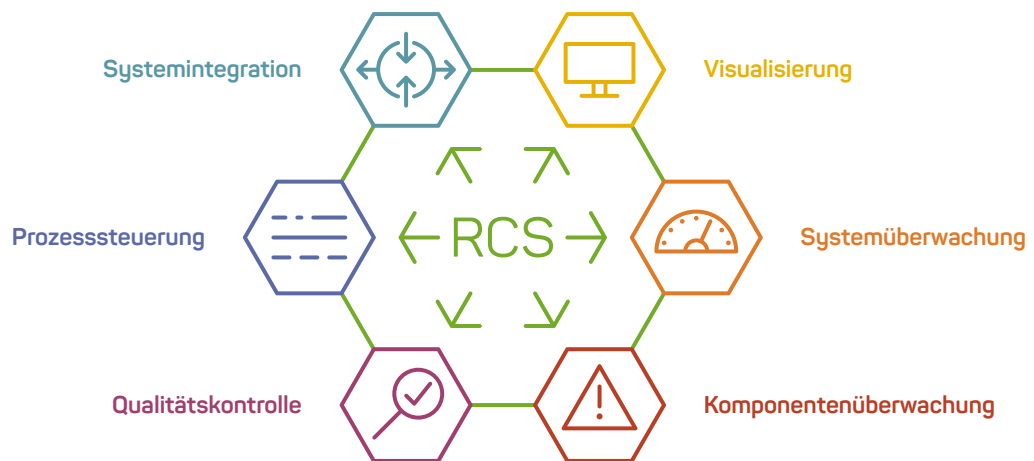 Systemintegration
Visualisierung
Prozesssteuerung
RCS
Systemüberwachung
Qualitätskontrolle
Komponentenüberwachung